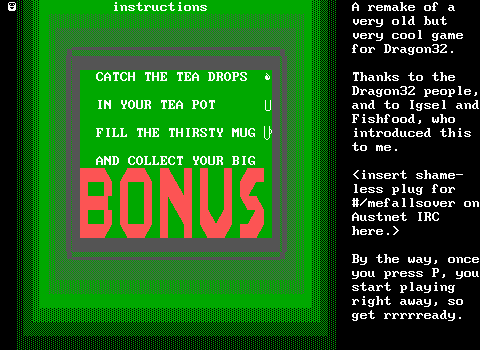 instructions
CATCH THE TEA DROPS
IN YOUR TEA POT
FILL THE THIRSTY MUG
AND COLLECT YOUR BIG
BONUS
A remake of a
very old but
very cool game
for Dragon32.
Thanks to the
Dragon32 people,
and to Igsel and
Fishfood, who
introduced this
to me.
<insert shame-
less plug for
#/mefallsover on
Austnet IRC
here.>
By the way, once
you press P, you
start playing
right away, so
get rrrrready.